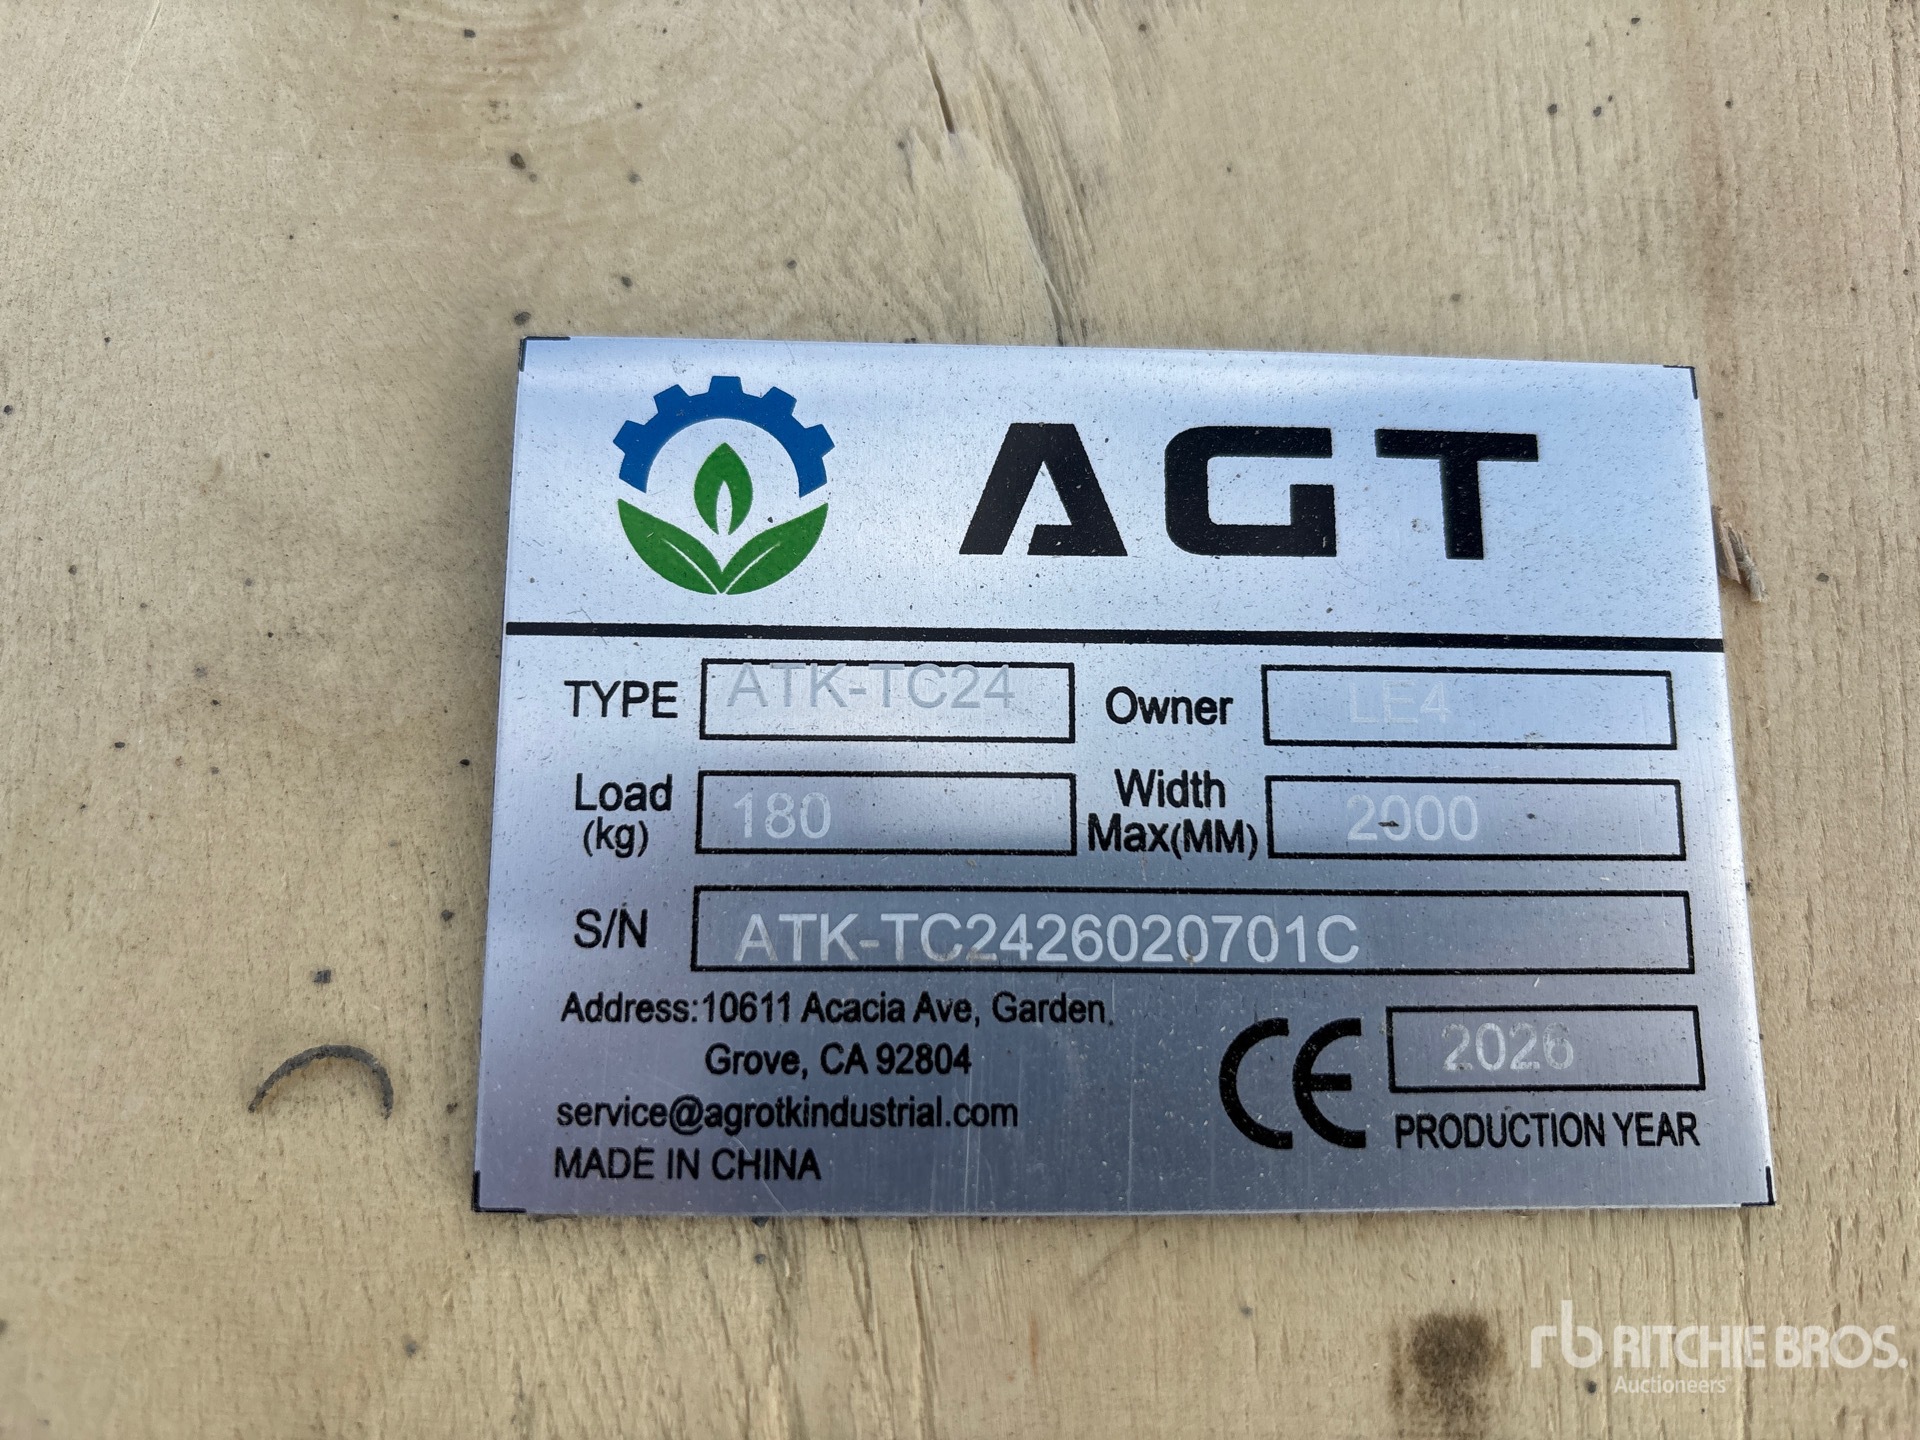 AGT
TYPE ATK-TC24 Owner LE4
Load (kg) 180 Width Max(MM) 2000
S/N ATK-TC2426020701C
Address:10611 Acacia Ave, Garden
Grove, CA 92804
service@agrotkindustrial.com
MADE IN CHINA
CE 2026
PRODUCTION YEAR
rb RITCHIE BROS.
Auctioneers